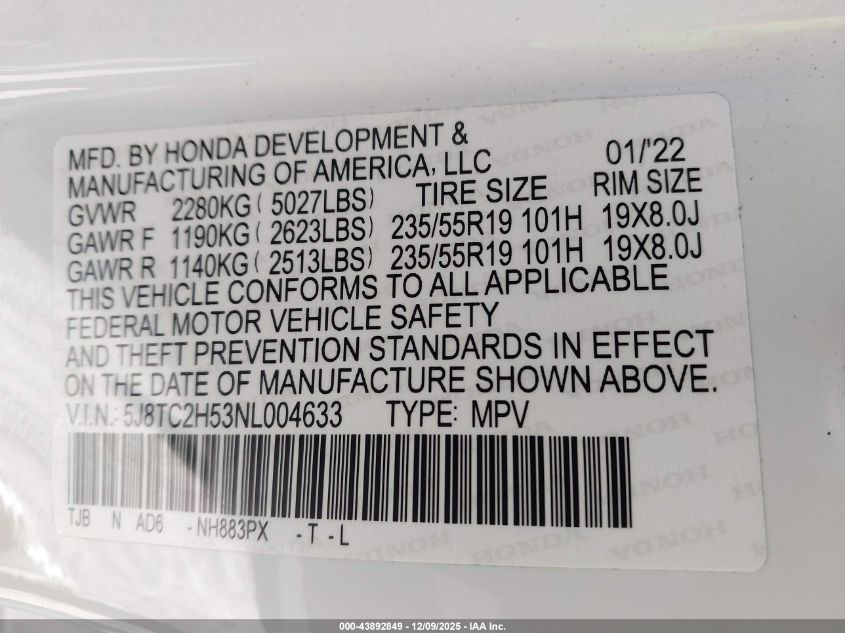 MFD. BY HONDA DEVELOPMENT &
MANUFACTURING OF AMERICA, LLC 01/'22
GVWR 2280KG ( 5027LBS) TIRE SIZE RIM SIZE
GAWR F 1190KG ( 2623LBS) 235/55R19 101H 19X8.0J
GAWR R 1140KG ( 2513LBS) 235/55R19 101H 19X8.0J
THIS VEHICLE CONFORMS TO ALL APPLICABLE
FEDERAL MOTOR VEHICLE SAFETY
AND THEFT PREVENTION STANDARDS IN EFFECT
ON THE DATE OF MANUFACTURE SHOWN ABOVE.
V.I.N.: 5J8TC2H53NL004633 TYPE: MPV
TJB N AD6 -NH883PX -T -L
HONDA HONDA HONDA
000-43892849 - 12/09/2025 - IAA Inc.